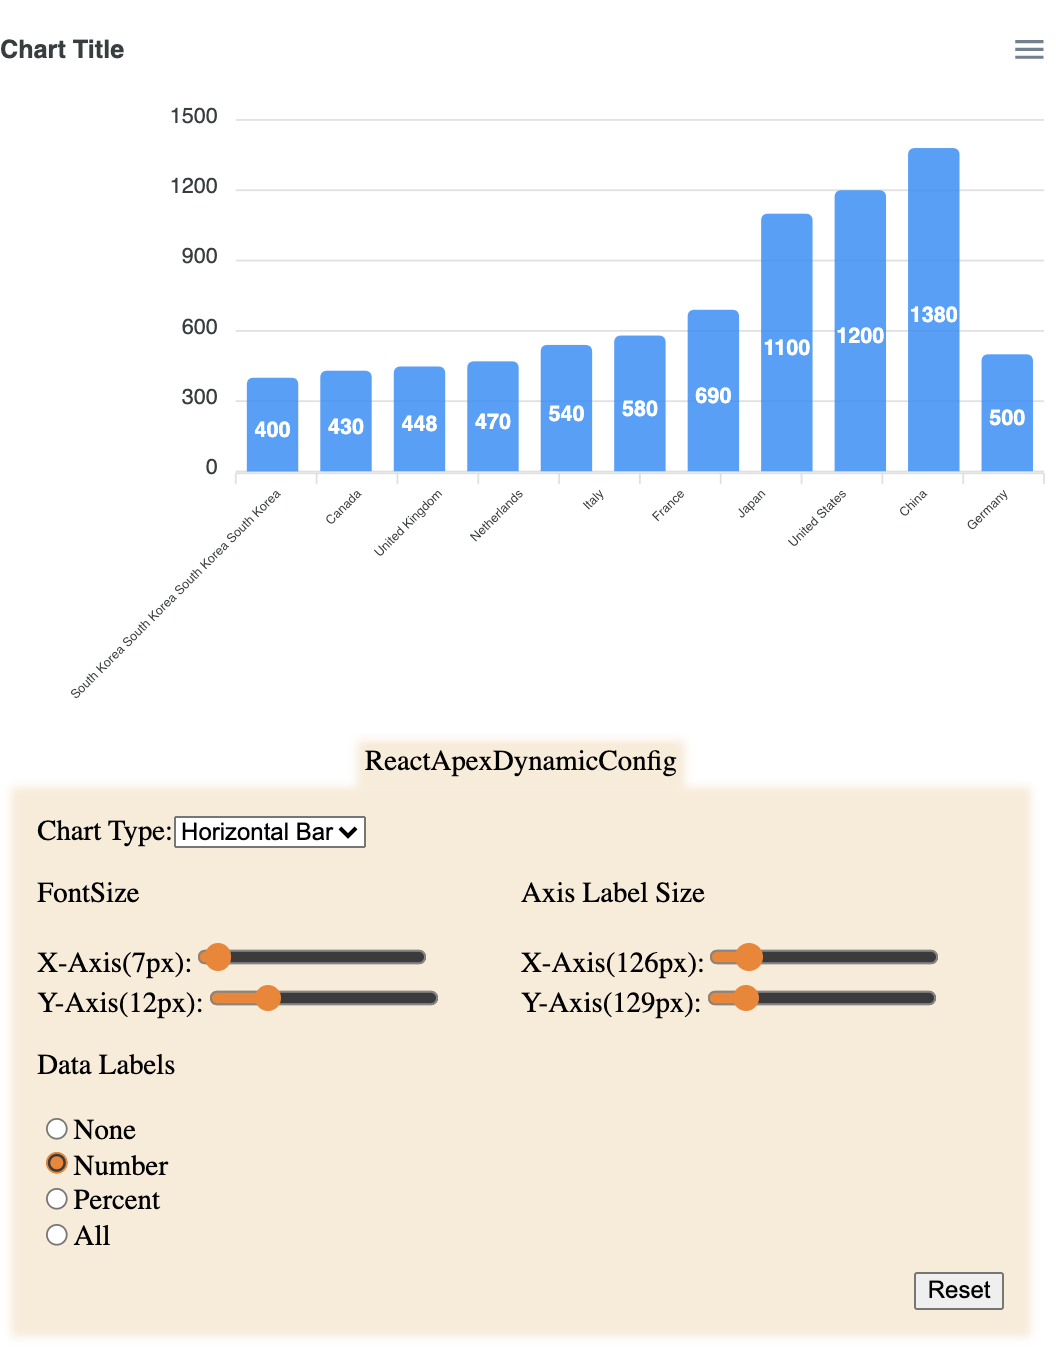 Chart Title
1500
1200
900
600
300
0
400
430
448
470
540
580
690
1100
1200
1380
500
South Korea South Korea South Korea South Korea
Canada
United Kingdom
Netherlands
Italy
France
Japan
United States
China
Germany
ReactApexDynamicConfig
Chart Type: Horizontal Bar
FontSize
X-Axis(7px):
Y-Axis(12px):
Axis Label Size
X-Axis(126px):
Y-Axis(129px):
Data Labels
None
Number
Percent
All
Reset